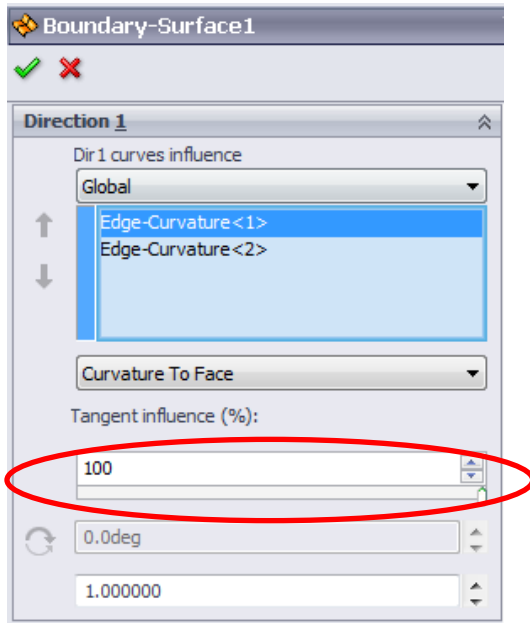 Boundary-Surface1
Direction 1
Dir1 curves influence
Global
Edge-Curvature<1>
Edge-Curvature<2>
Curvature To Face
Tangent influence (%):
100
0.0deg
1.000000